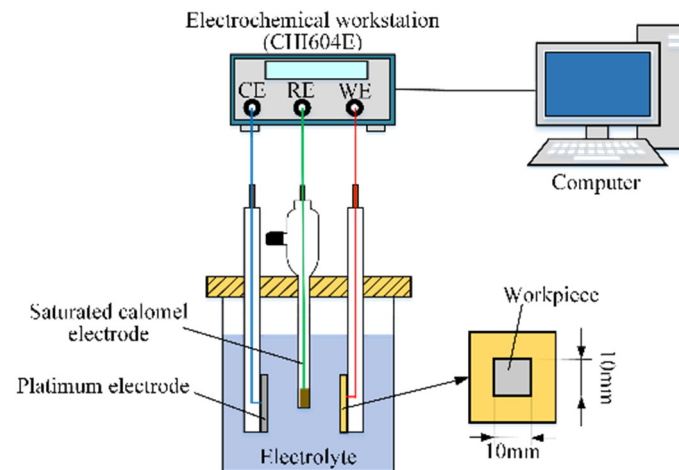 Electrochemical workstation
(CHI604E)
CE RE WE
Computer
Saturated calomel
electrode
Workpiece
10mm
Platimum electrode
10mm
Electrolyte